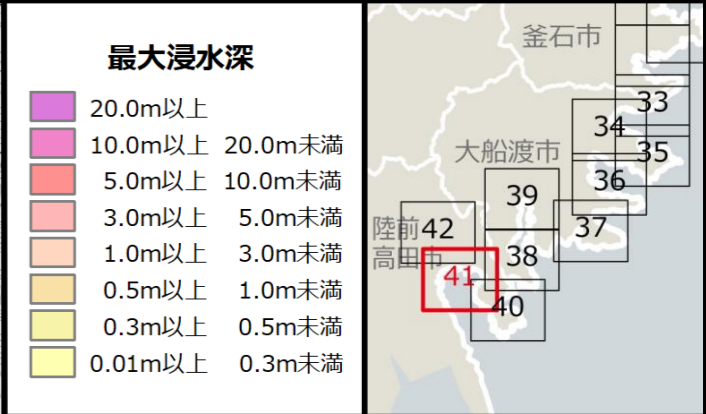 最大浸水深
20.0m以上
10.0m以上 20.0m未満
5.0m以上 10.0m未満
3.0m以上 5.0m未満
1.0m以上 3.0m未満
0.5m以上 1.0m未満
0.3m以上 0.5m未満
0.01m以上 0.3m未満
釜石市
33
34
大船渡市
35
36
39
37
陸前
高田市
42
38
41
40